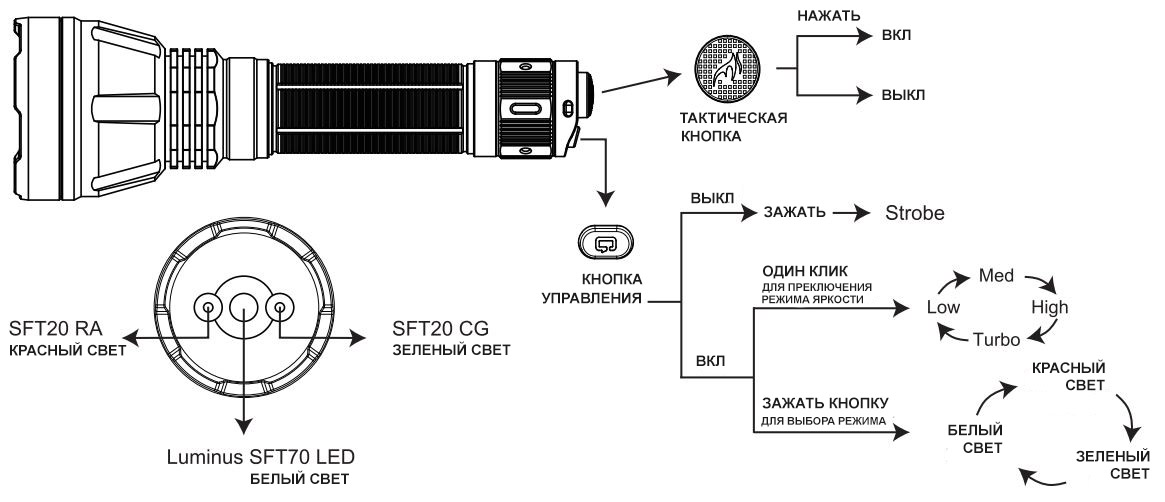 НАЖАТЬ
ВКЛ
ВЫКЛ
ТАКТИЧЕСКАЯ
КНОПКА
ВЫКЛ
ЗАЖАТЬ
Strobe
КНОПКА
УПРАВЛЕНИЯ
ОДИН КЛИК
ДЛЯ ПРЕКЛЮЧЕНИЯ
РЕЖИМА ЯРКОСТИ
Med
Low
High
Turbo
ВКЛ
ЗАЖАТЬ КНОПКУ
ДЛЯ ВЫБОРА РЕЖИМА
КРАСНЫЙ
СВЕТ
БЕЛЫЙ
СВЕТ
ЗЕЛЕНЫЙ
СВЕТ
SFT20 RA
КРАСНЫЙ СВЕТ
SFT20 CG
ЗЕЛЕНЫЙ СВЕТ
Luminus SFT70 LED
БЕЛЫЙ СВЕТ